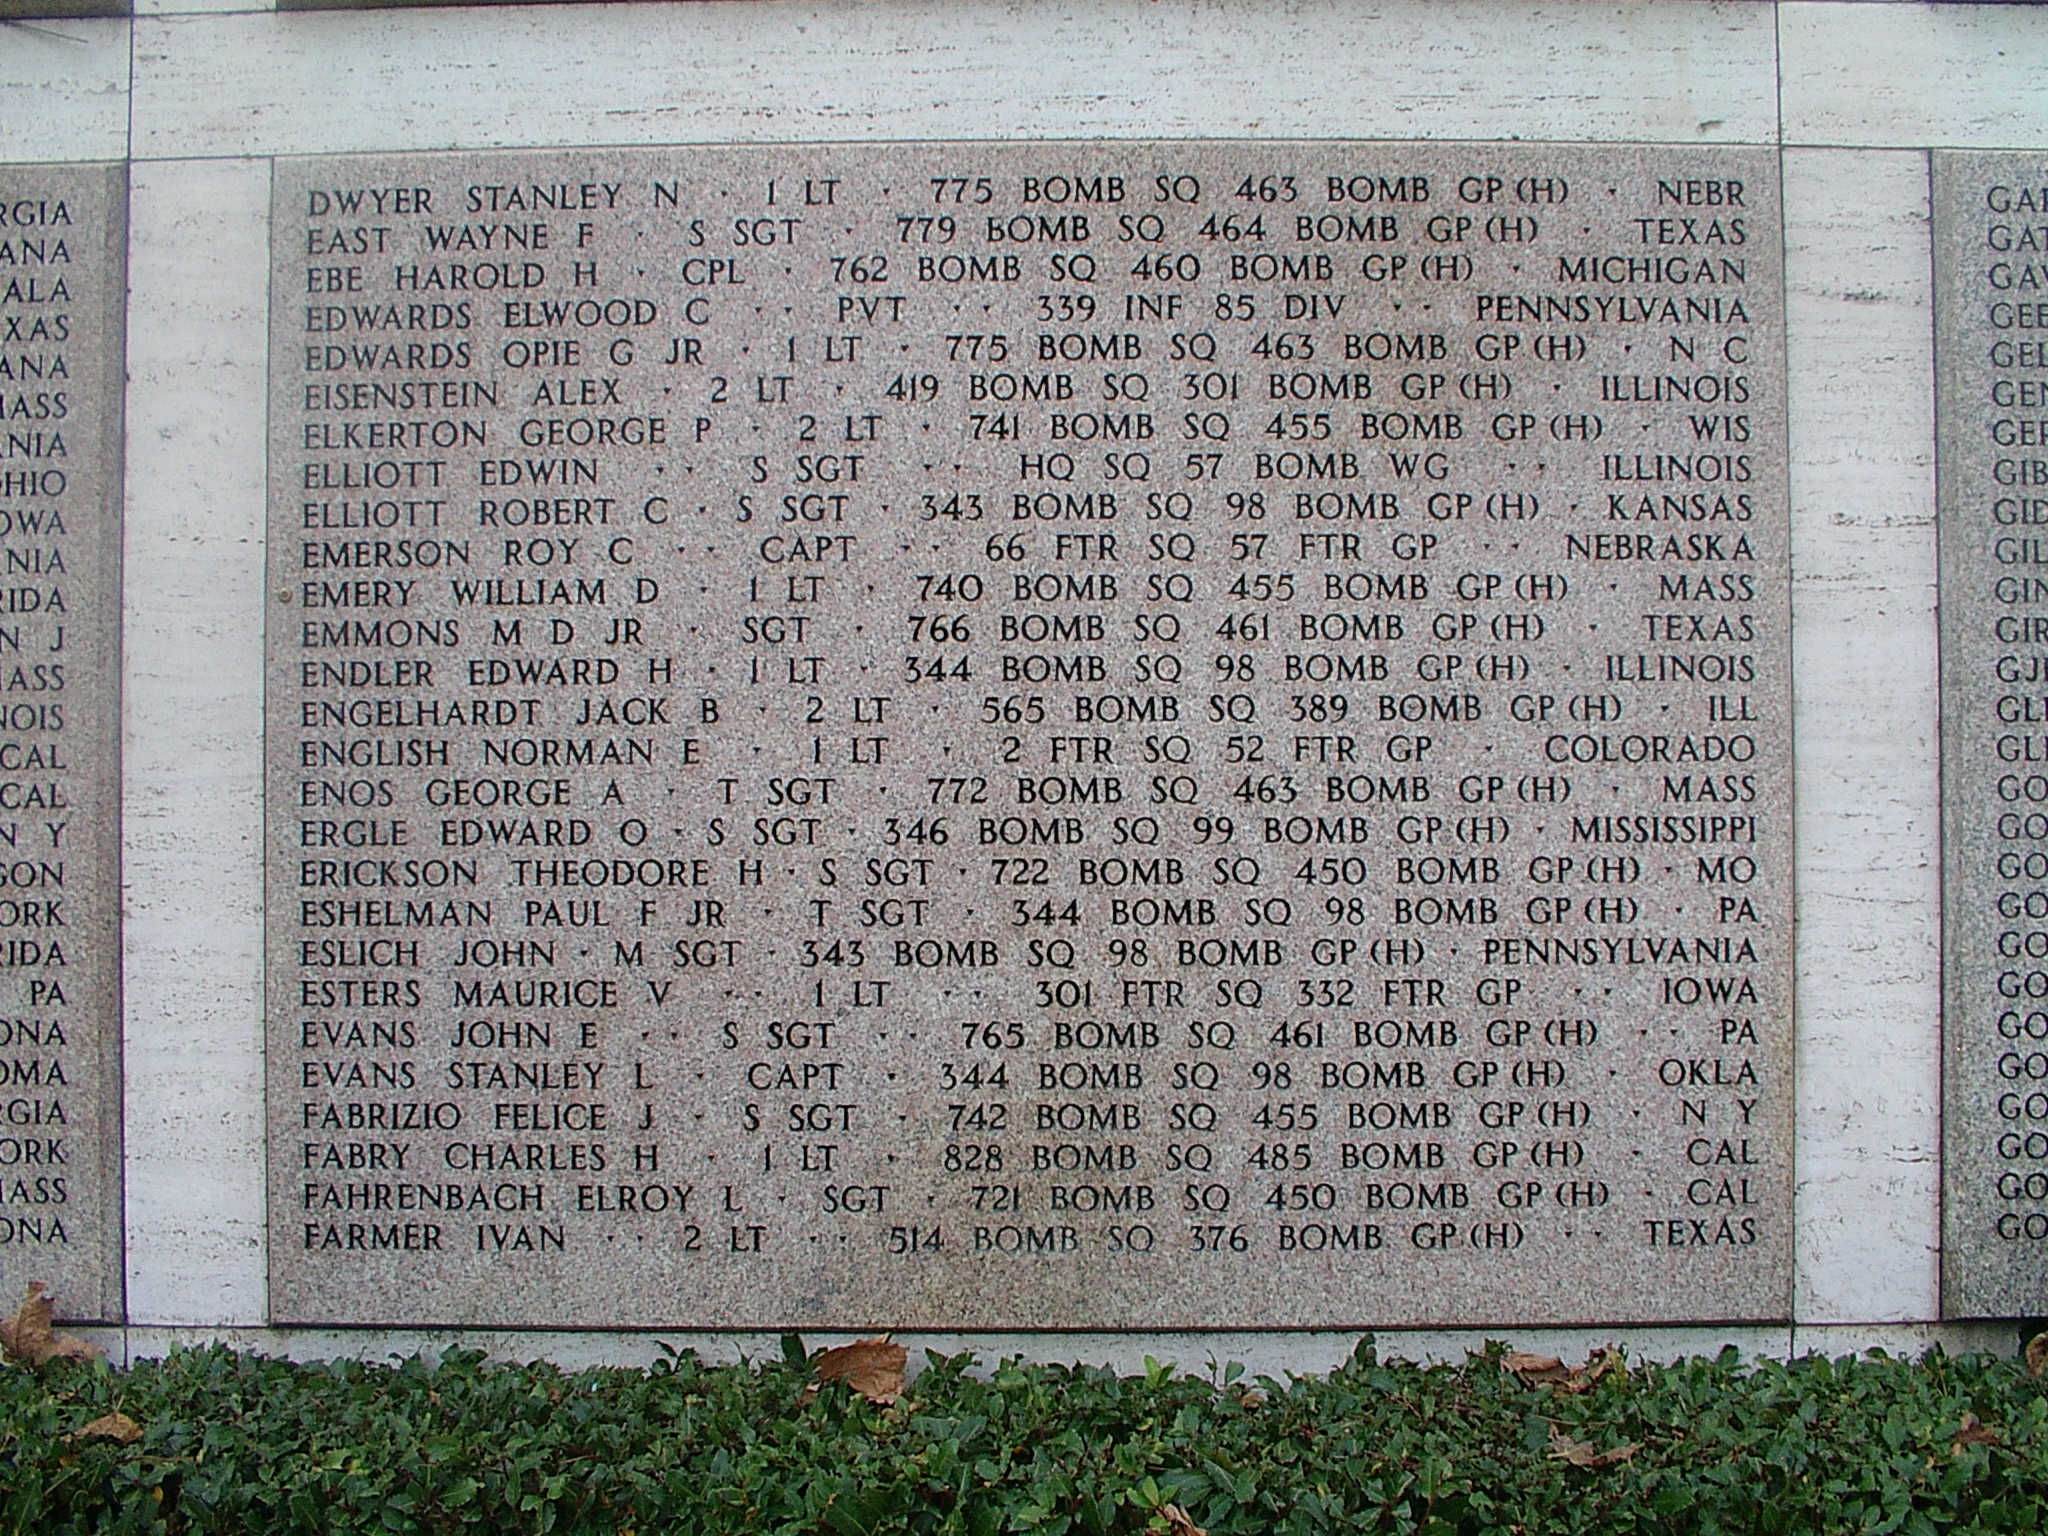 DWYER STANLEY N · 1 LT · 775 BOMB SQ 463 BOMB GP (H) · NEBR
EAST WAYNE F · S SGT · 779 BOMB SQ 464 BOMB GP (H) · TEXAS
EBE HAROLD H · CPL · 762 BOMB SQ 460 BOMB GP (H) · MICHIGAN
EDWARDS ELWOOD C · · PVT · · 339 INF 85 DIV · · PENNSYLVANIA
EDWARDS OPIE G JR · 1 LT · 775 BOMB SQ 463 BOMB GP (H) · N C
EISENSTEIN ALEX · 2 LT · 419 BOMB SQ 301 BOMB GP (H) · ILLINOIS
ELKERTON GEORGE P · 2 LT · 741 BOMB SQ 455 BOMB GP (H) · WIS
ELLIOTT EDWIN · · S SGT · · HQ SQ 57 BOMB WG · · ILLINOIS
ELLIOTT ROBERT C · S SGT · 343 BOMB SQ 98 BOMB GP (H) · KANSAS
EMERSON ROY C · · CAPT · · 66 FTR SQ 57 FTR GP · · NEBRASKA
EMERY WILLIAM D · 1 LT · 740 BOMB SQ 455 BOMB GP (H) · MASS
EMMONS M D JR · SGT · 766 BOMB SQ 461 BOMB GP (H) · TEXAS
ENDLER EDWARD H · 1 LT · 344 BOMB SQ 98 BOMB GP (H) · ILLINOIS
ENGELHARDT JACK B · 2 LT · 565 BOMB SQ 389 BOMB GP (H) · ILL
ENGLISH NORMAN E · 1 LT · 2 FTR SQ 52 FTR GP · COLORADO
ENOS GEORGE A · T SGT · 772 BOMB SQ 463 BOMB GP (H) · MASS
ERGLE EDWARD O · S SGT · 346 BOMB SQ 99 BOMB GP (H) · MISSISSIPPI
ERICKSON THEODORE H · S SGT · 722 BOMB SQ 450 BOMB GP (H) · MO
ESHELMAN PAUL F JR · T SGT · 344 BOMB SQ 98 BOMB GP (H) · PA
ESLICH JOHN · M SGT · 343 BOMB SQ 98 BOMB GP (H) · PENNSYLVANIA
ESTERS MAURICE V · · 1 LT · · 301 FTR SQ 332 FTR GP · · IOWA
EVANS JOHN E · · S SGT · · 765 BOMB SQ 461 BOMB GP (H) · · PA
EVANS STANLEY L · CAPT · 344 BOMB SQ 98 BOMB GP (H) · OKLA
FABRIZIO FELICE J · S SGT · 742 BOMB SQ 455 BOMB GP (H) · N Y
FABRY CHARLES H · 1 LT · 828 BOMB SQ 485 BOMB GP (H) · CAL
FAHRENBACH ELROY L · SGT · 721 BOMB SQ 450 BOMB GP (H) · CAL
FARMER IVAN · · 2 LT · · 514 BOMB SQ 376 BOMB GP (H) · · TEXAS